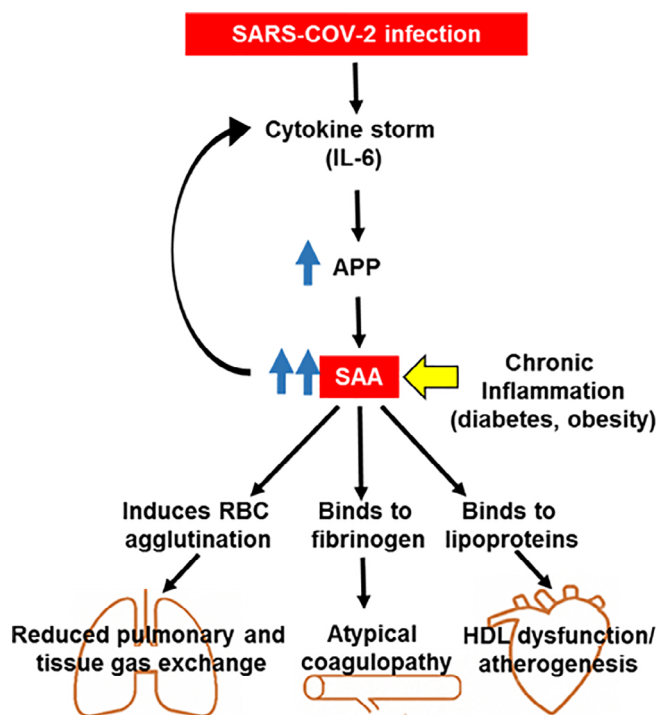 SARS-COV-2 infection
Cytokine storm
(IL-6)
APP
SAA
Chronic
Inflammation
(diabetes, obesity)
Induces RBC
agglutination
Binds to
fibrinogen
Binds to
lipoproteins
Reduced pulmonary and
tissue gas exchange
Atypical
coagulopathy
HDL dysfunction/
atherogenesis